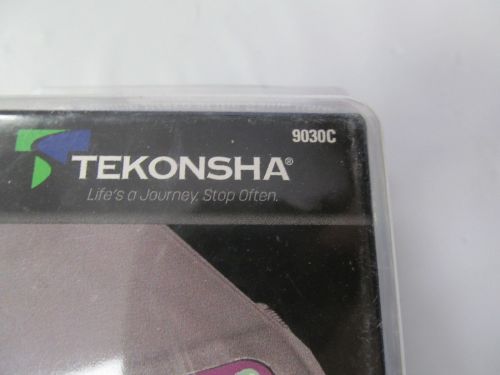 9030C
TEKONSHA®
Life's a Journey. Stop Often.